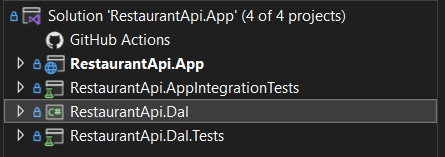 Solution 'RestaurantApi.App' (4 of 4 projects)
GitHub Actions
RestaurantApi.App
RestaurantApi.AppIntegrationTests
C# RestaurantApi.Dal
RestaurantApi.Dal.Tests